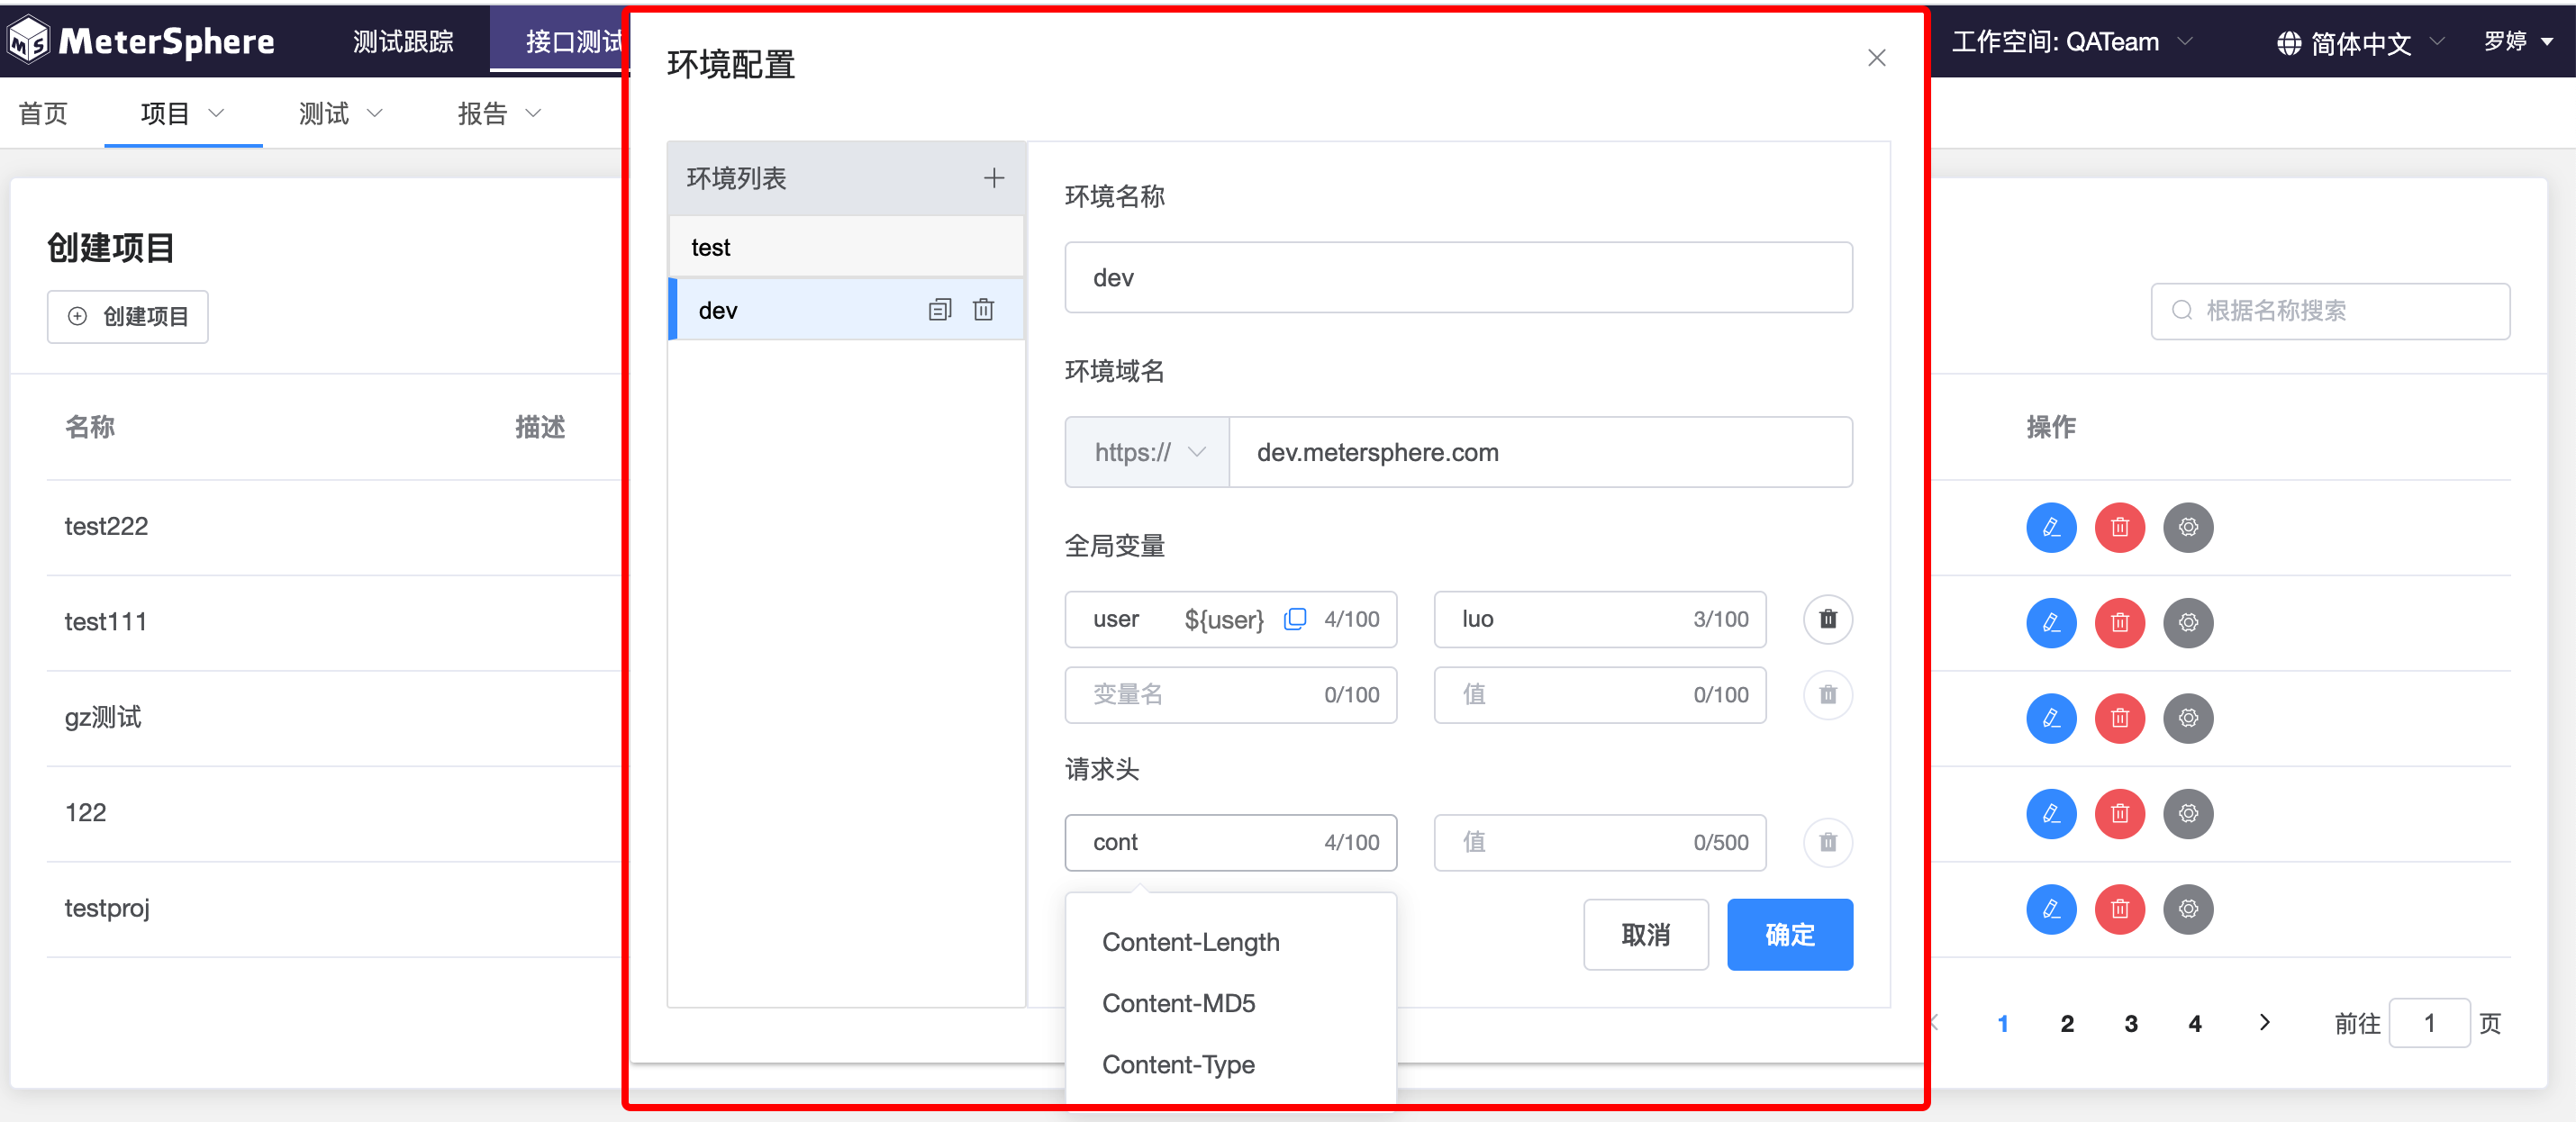 MeterSphere
测试跟踪
接口测试
工作空间: QATeam
简体中文
罗婷
首页
项目
测试
报告
创建项目
创建项目
根据名称搜索
名称
描述
操作
test222
test111
gz测试
122
testproj
1
2
3
4
前往
1
页
环境配置
环境列表
test
dev
环境名称
dev
环境域名
https://
dev.metersphere.com
全局变量
user ${user} 4/100
luo 3/100
变量名 0/100
值 0/100
请求头
cont 4/100
值 0/500
Content-Length
Content-MD5
Content-Type
取消
确定